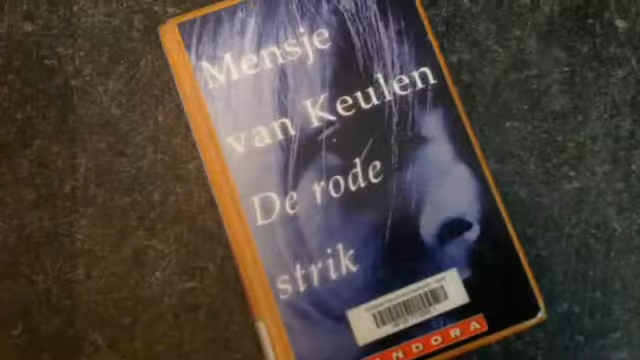 Mensje
van Keulen
De rode
strik
NDORA